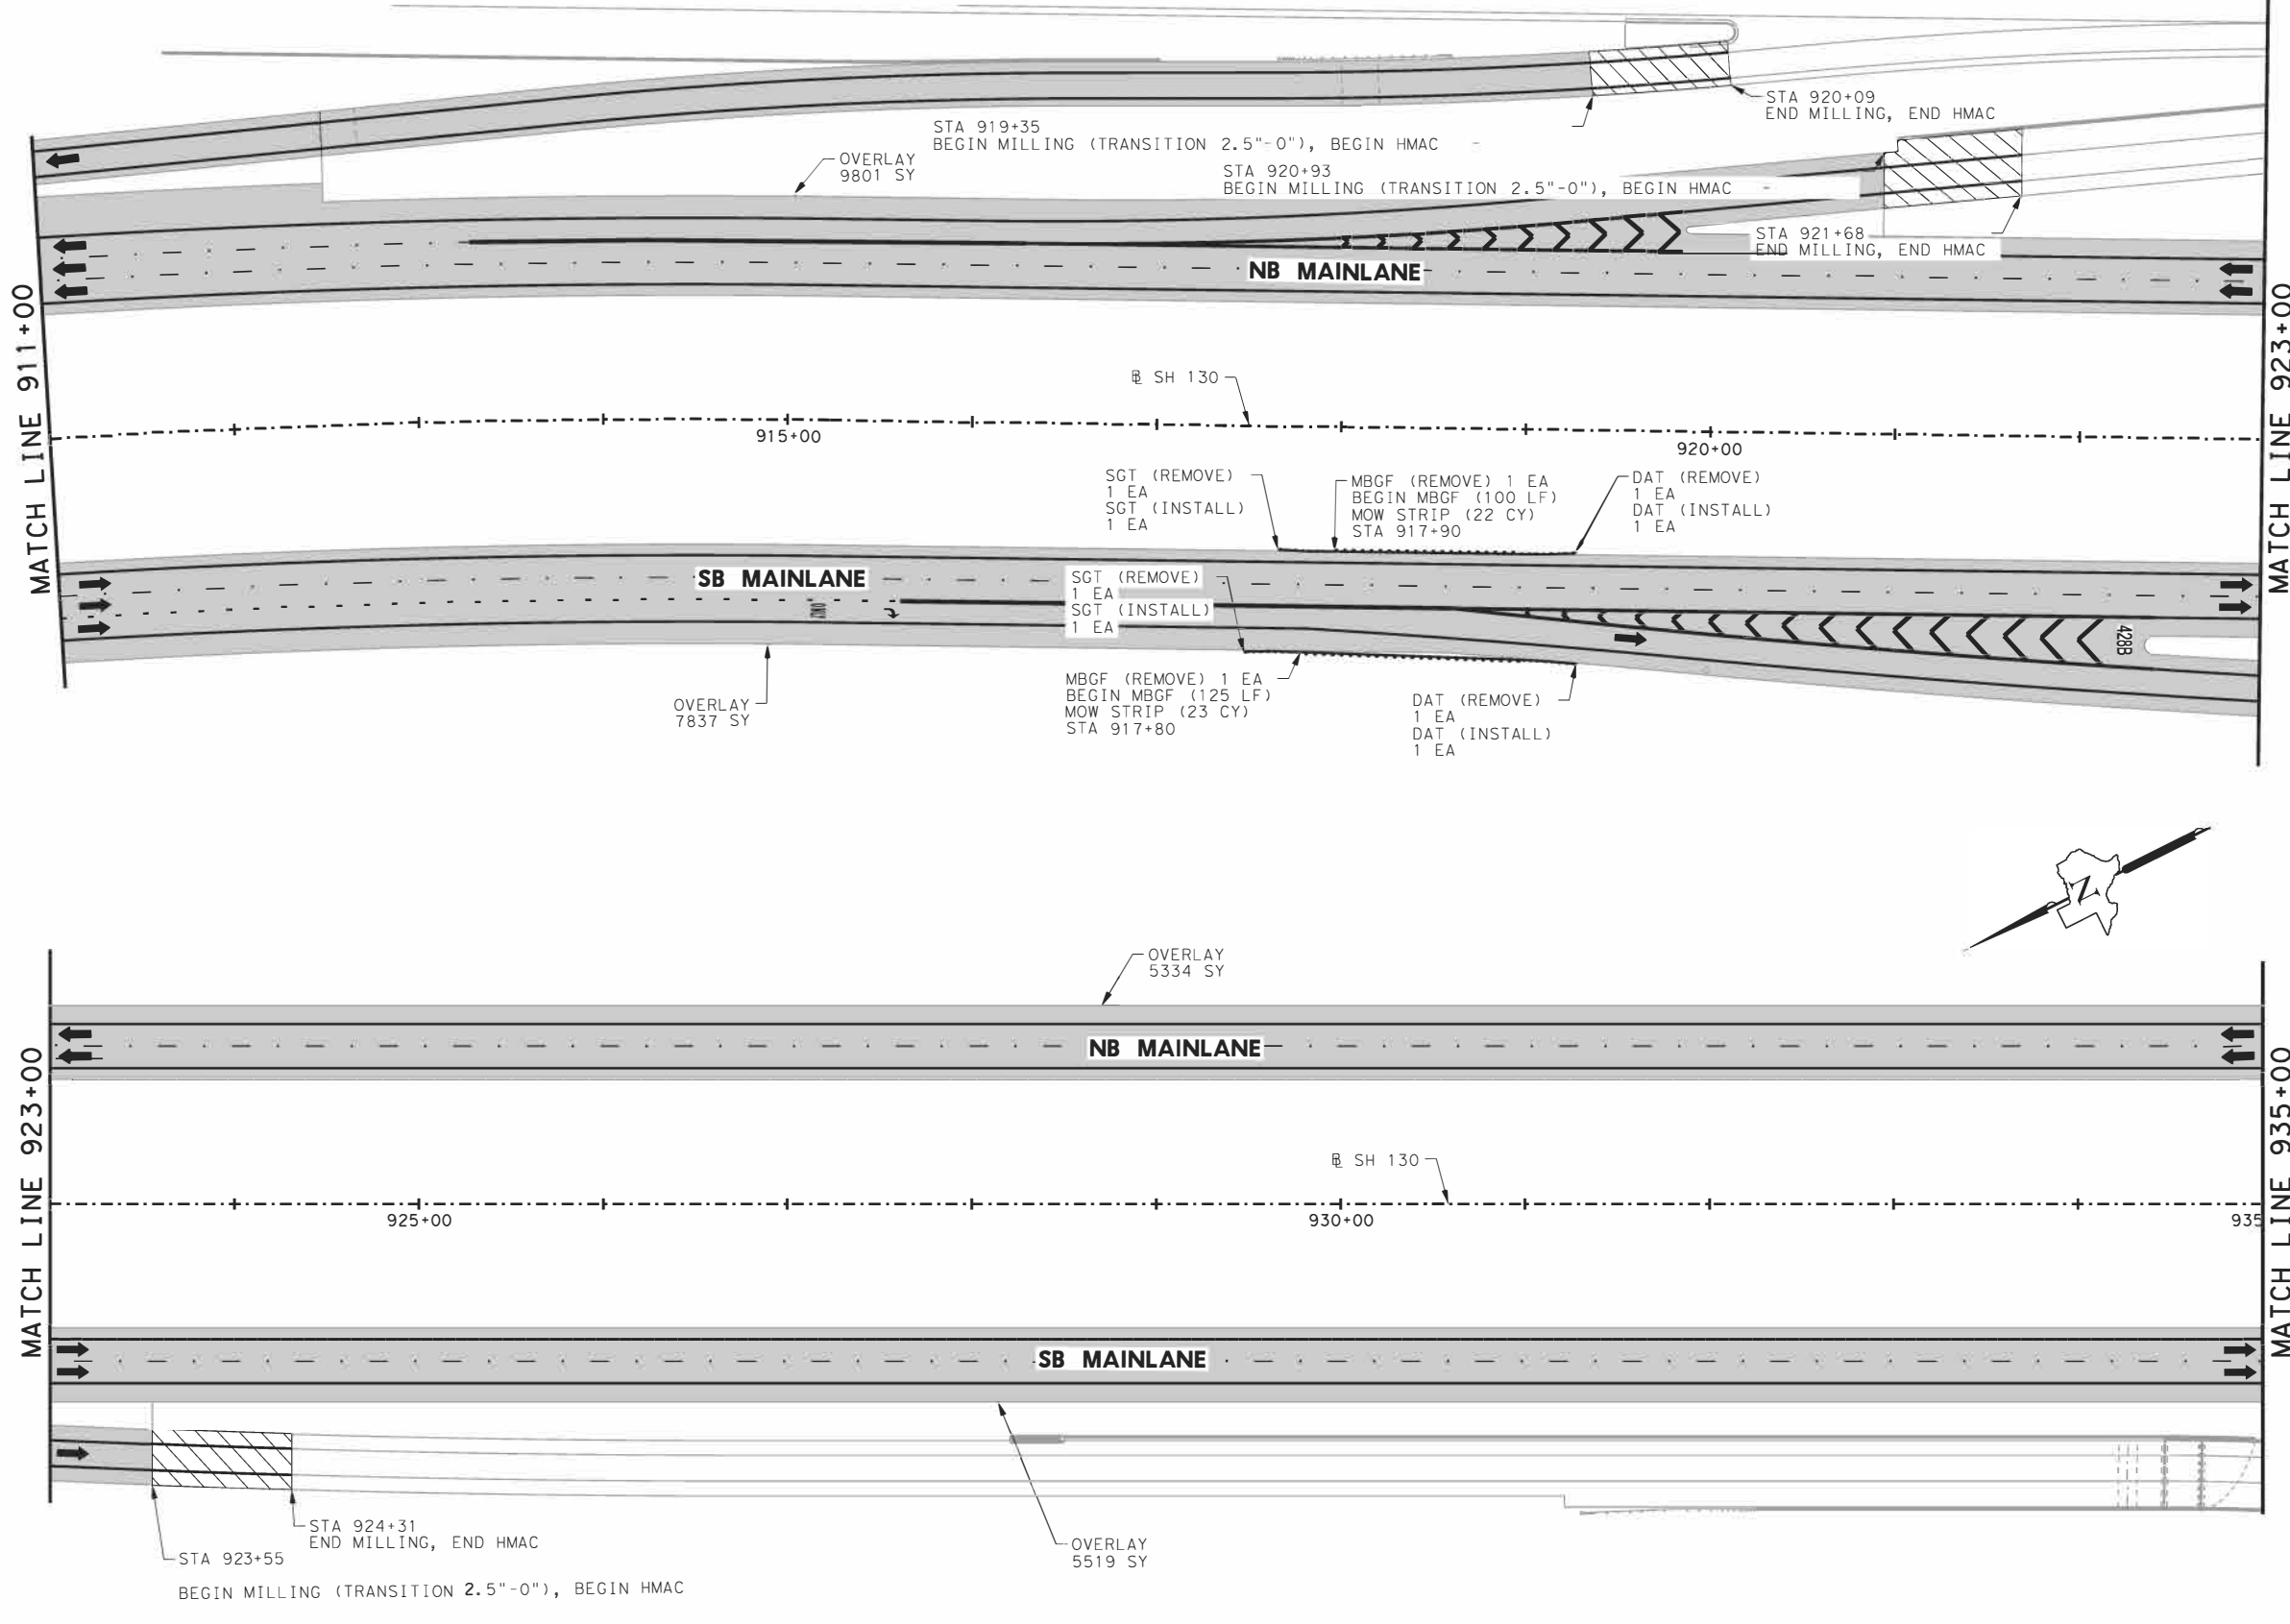 STA 920+09
END MILLING, END HMAC
STA 919+35
BEGIN MILLING (TRANSITION 2.5"-0"), BEGIN HMAC
OVERLAY
9801 SY
STA 920+93
BEGIN MILLING (TRANSITION 2.5"-0"), BEGIN HMAC
STA 921+68
END MILLING, END HMAC
NB MAINLANE
MATCH LINE 911+00
MATCH LINE 923+00
℄ SH 130
915+00
920+00
SGT (REMOVE)
1 EA
SGT (INSTALL)
1 EA
MBGF (REMOVE) 1 EA
BEGIN MBGF (100 LF)
MOW STRIP (22 CY)
STA 917+90
DAT (REMOVE)
1 EA
DAT (INSTALL)
1 EA
SB MAINLANE
ONLY
SGT (REMOVE)
1 EA
SGT (INSTALL)
1 EA
428B
OVERLAY
7837 SY
MBGF (REMOVE) 1 EA
BEGIN MBGF (125 LF)
MOW STRIP (23 CY)
STA 917+80
DAT (REMOVE)
1 EA
DAT (INSTALL)
1 EA
N
OVERLAY
5334 SY
NB MAINLANE
MATCH LINE 923+00
MATCH LINE 935+00
℄ SH 130
925+00
930+00
935
SB MAINLANE
STA 924+31
END MILLING, END HMAC
STA 923+55
BEGIN MILLING (TRANSITION 2.5"-0"), BEGIN HMAC
OVERLAY
5519 SY